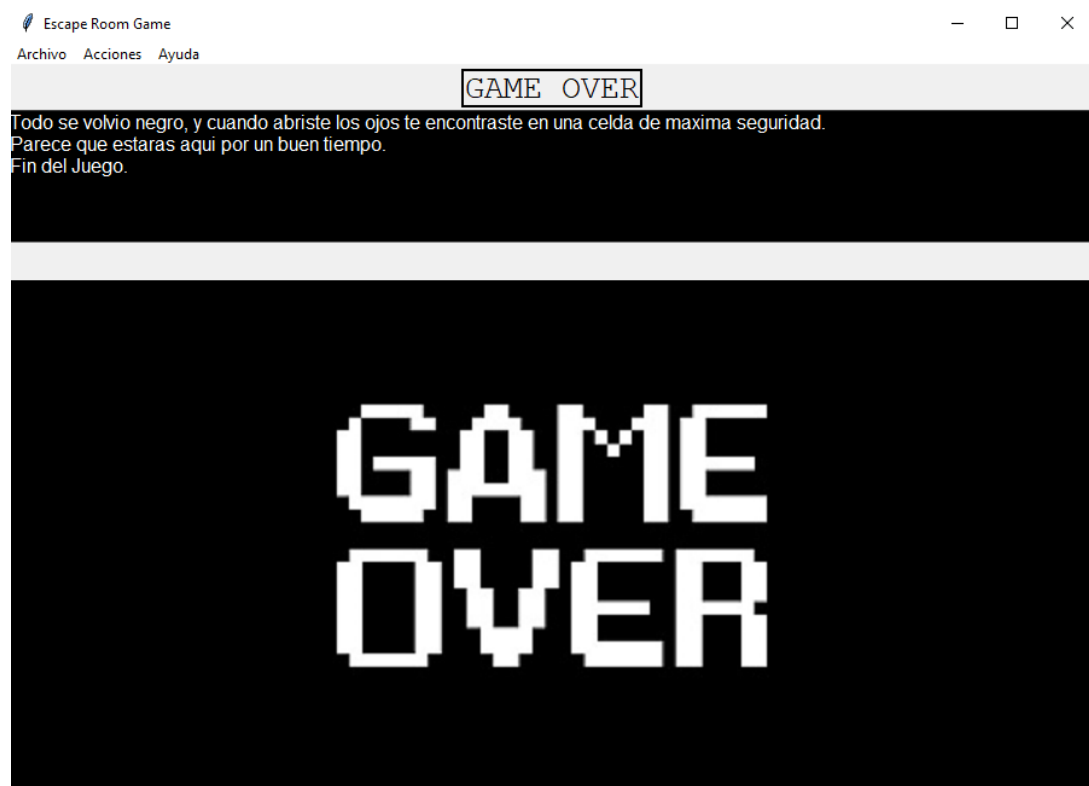 Escape Room Game
Archivo Acciones Ayuda
GAME OVER
Todo se volvio negro, y cuando abriste los ojos te encontraste en una celda de maxima seguridad.
Parece que estaras aqui por un buen tiempo.
Fin del Juego.
GAME
OVER